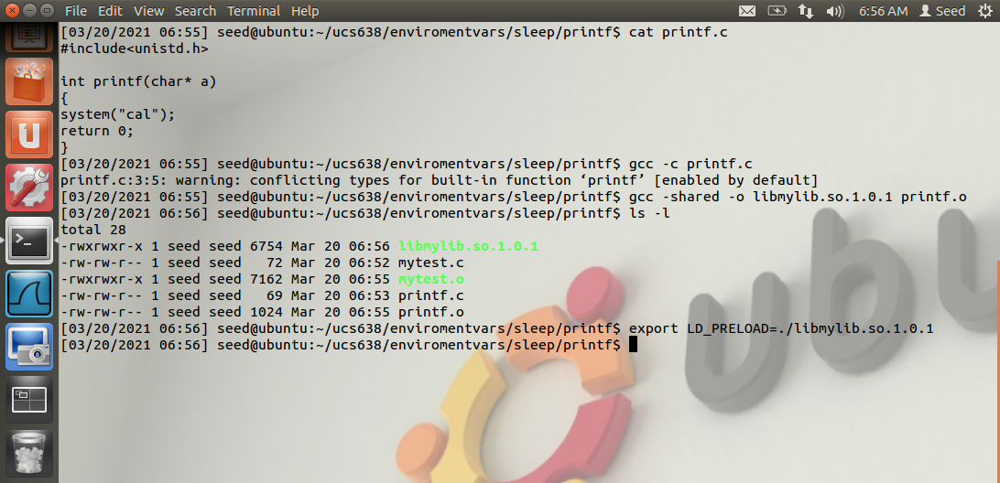 File Edit View Search Terminal Help 6:56 AM Seed
[03/20/2021 06:55] seed@ubuntu:~/ucs638/enviromentvars/sleep/printf$ cat printf.c
#include<unistd.h>
int printf(char* a)
{
system("cal");
return 0;
}
[03/20/2021 06:55] seed@ubuntu:~/ucs638/enviromentvars/sleep/printf$ gcc -c printf.c
printf.c:3:5: warning: conflicting types for built-in function ‘printf’ [enabled by default]
[03/20/2021 06:55] seed@ubuntu:~/ucs638/enviromentvars/sleep/printf$ gcc -shared -o libmylib.so.1.0.1 printf.o
[03/20/2021 06:56] seed@ubuntu:~/ucs638/enviromentvars/sleep/printf$ ls -l
total 28
-rwxrwxr-x 1 seed seed 6754 Mar 20 06:56 libmylib.so.1.0.1
-rw-rw-r-- 1 seed seed   72 Mar 20 06:52 mytest.c
-rwxrwxr-x 1 seed seed 7162 Mar 20 06:55 mytest.o
-rw-rw-r-- 1 seed seed   69 Mar 20 06:53 printf.c
-rw-rw-r-- 1 seed seed 1024 Mar 20 06:55 printf.o
[03/20/2021 06:56] seed@ubuntu:~/ucs638/enviromentvars/sleep/printf$ export LD_PRELOAD=./libmylib.so.1.0.1
[03/20/2021 06:56] seed@ubuntu:~/ucs638/enviromentvars/sleep/printf$
ubu